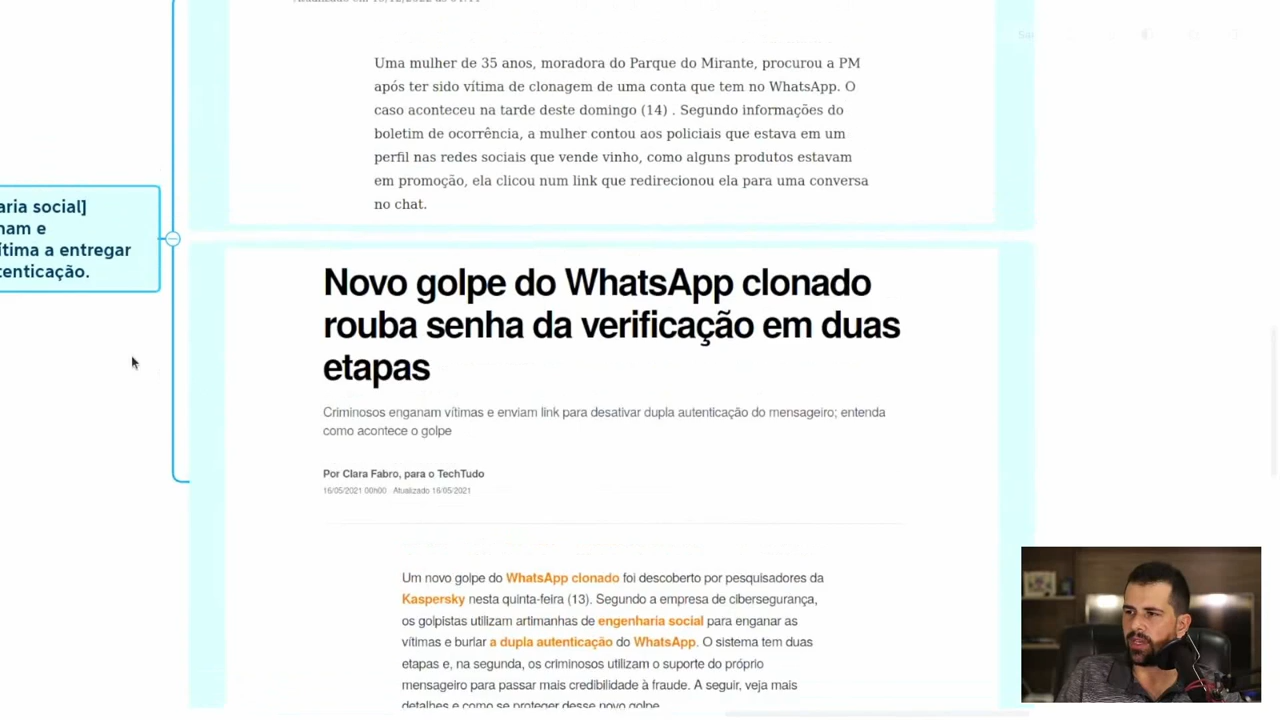 Uma mulher de 35 anos, moradora do Parque do Mirante, procurou a PM
após ter sido vítima de clonagem de uma conta que tem no WhatsApp. O
caso aconteceu na tarde deste domingo (14) . Segundo informações do
boletim de ocorrência, a mulher contou aos policiais que estava em um
perfil nas redes sociais que vende vinho, como alguns produtos estavam
em promoção, ela clicou num link que redirecionou ela para uma conversa
no chat.
aria social]
nam e
ítima a entregar
tenticação.
Novo golpe do WhatsApp clonado
rouba senha da verificação em duas
etapas
Criminosos enganam vítimas e enviam link para desativar dupla autenticação do mensageiro; entenda
como acontece o golpe
Por Clara Fabro, para o TechTudo
16/05/2021 00h00 Atualizado 16/05/2021
Um novo golpe do WhatsApp clonado foi descoberto por pesquisadores da
Kaspersky nesta quinta-feira (13). Segundo a empresa de cibersegurança,
os golpistas utilizam artimanhas de engenharia social para enganar as
vítimas e burlar a dupla autenticação do WhatsApp. O sistema tem duas
etapas e, na segunda, os criminosos utilizam o suporte do próprio
mensageiro para passar mais credibilidade à fraude. A seguir, veja mais
detalhes e como se proteger desse novo golpe.